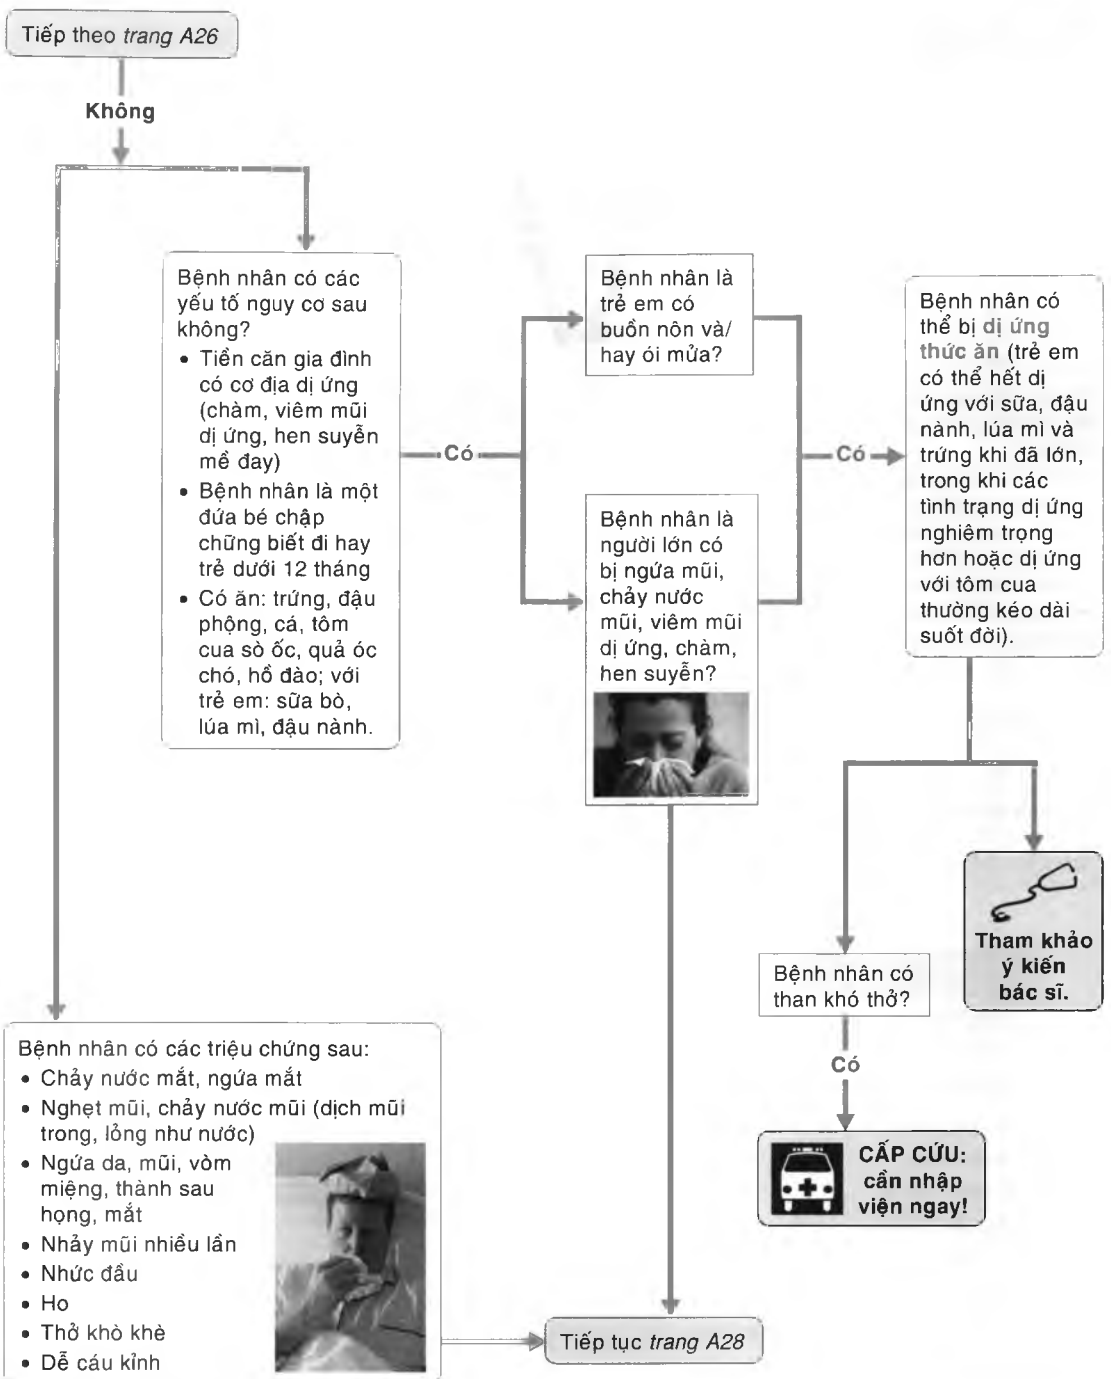 Tiếp theo trang A26
Không
Bệnh nhân có các
yếu tố nguy cơ sau
không?
• Tiền căn gia đình
có cơ địa dị ứng
(chàm, viêm mũi
dị ứng, hen suyễn
mề đay)
• Bệnh nhân là một
đứa bé chập
chững biết đi hay
trẻ dưới 12 tháng
• Có ăn: trứng, đậu
phộng, cá, tôm
cua sò ốc, quả óc
chó, hồ đào; với
trẻ em: sữa bò,
lúa mì, đậu nành.
Có
Bệnh nhân là
trẻ em có
buồn nôn và/
hay ói mửa?
Bệnh nhân là
người lớn có
bị ngứa mũi,
chảy nước
mũi, viêm mũi
dị ứng, chàm,
hen suyễn?
Có
Bệnh nhân có
thể bị dị ứng
thức ăn (trẻ em
có thể hết dị
ứng với sữa, đậu
nành, lúa mì và
trứng khi đã lớn,
trong khi các
tình trạng dị ứng
nghiêm trọng
hơn hoặc dị ứng
với tôm cua
thường kéo dài
suốt đời).
Tham khảo
ý kiến
bác sĩ.
Bệnh nhân có
than khó thở?
Có
CẤP CỨU:
cần nhập
viện ngay!
Bệnh nhân có các triệu chứng sau:
• Chảy nước mắt, ngứa mắt
• Nghẹt mũi, chảy nước mũi (dịch mũi
trong, lỏng như nước)
• Ngứa da, mũi, vòm
miệng, thành sau
họng, mắt
• Nhảy mũi nhiều lần
• Nhức đầu
• Ho
• Thở khò khè
• Dễ cáu kỉnh
Tiếp tục trang A28